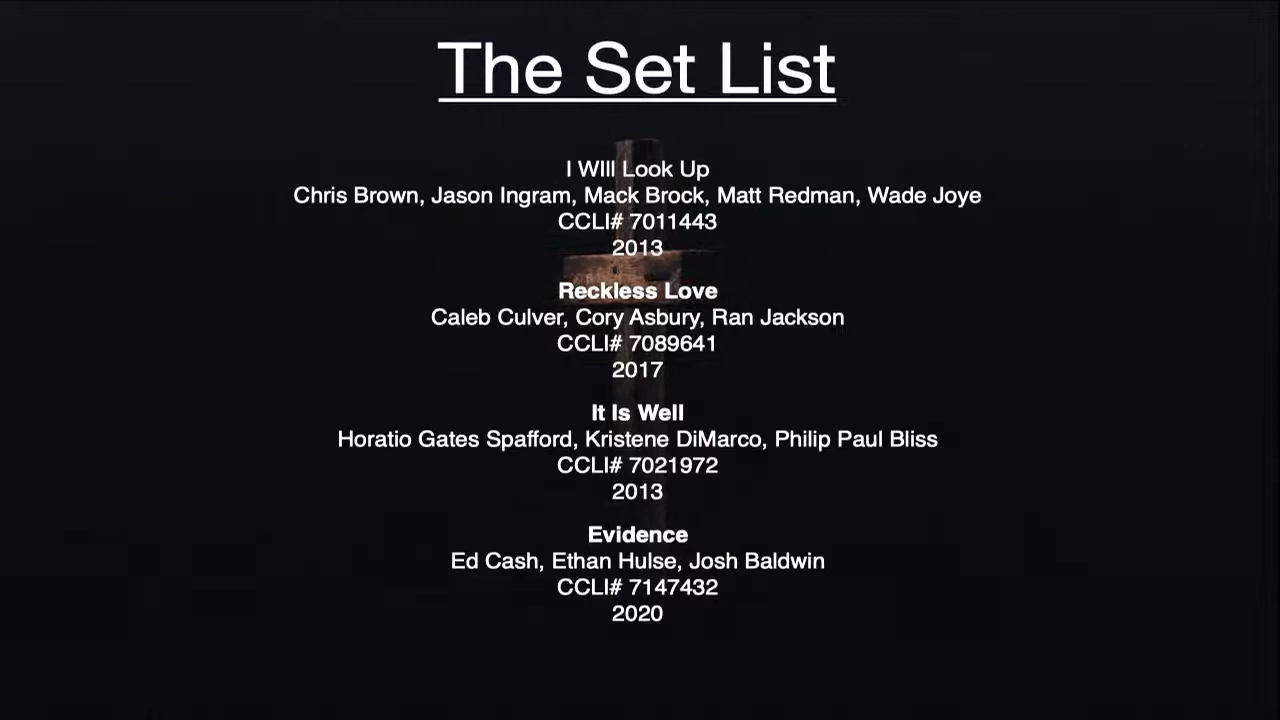 The Set List
I WIll Look Up
Chris Brown, Jason Ingram, Mack Brock, Matt Redman, Wade Joye
CCLI# 7011443
2013
Reckless Love
Caleb Culver, Cory Asbury, Ran Jackson
CCLI# 7089641
2017
It Is Well
Horatio Gates Spafford, Kristene DiMarco, Philip Paul Bliss
CCLI# 7021972
2013
Evidence
Ed Cash, Ethan Hulse, Josh Baldwin
CCLI# 7147432
2020